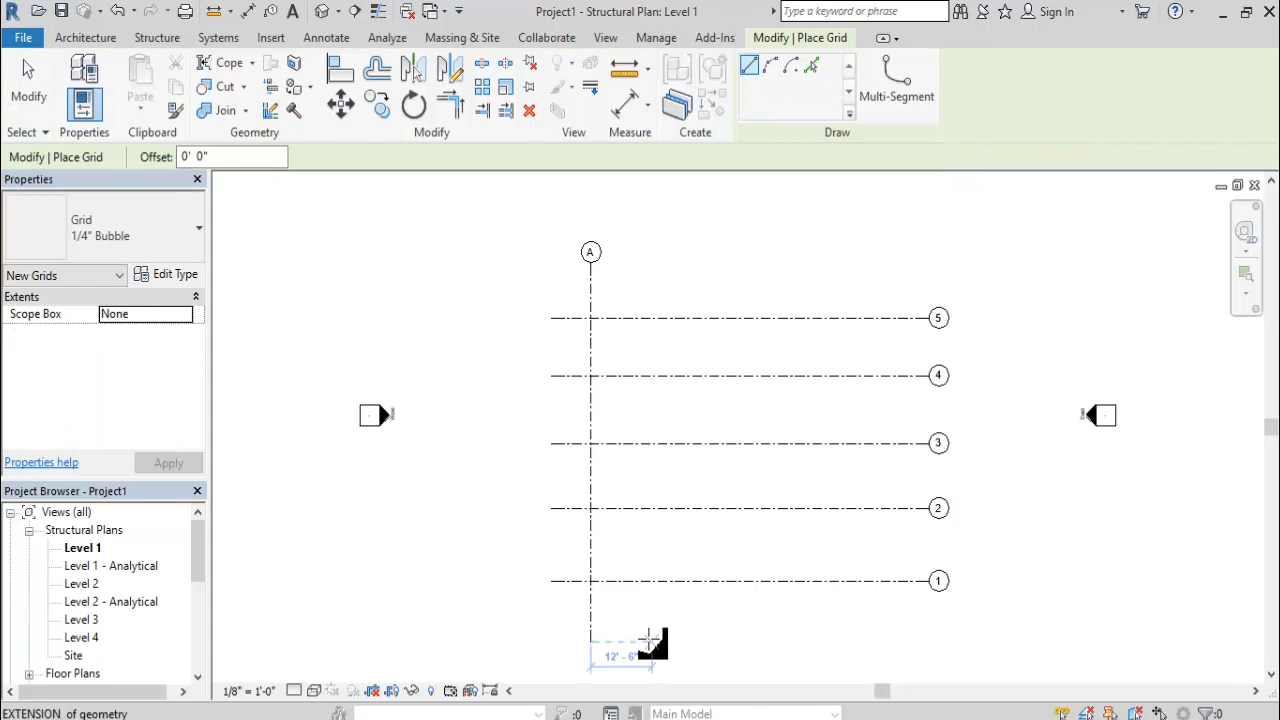 Project1 - Structural Plan: Level 1
Type a keyword or phrase
Sign In
File
Architecture
Structure
Systems
Insert
Annotate
Analyze
Massing & Site
Collaborate
View
Manage
Add-Ins
Modify | Place Grid
Modify
Paste
Cope
Cut
Join
Multi-Segment
Select
Properties
Clipboard
Geometry
Modify
View
Measure
Create
Draw
Modify | Place Grid
Offset:
0' 0"
Properties
Grid
1/4" Bubble
New Grids
Edit Type
Extents
Scope Box
None
Properties help
Apply
Project Browser - Project1
Views (all)
Structural Plans
Level 1
Level 1 - Analytical
Level 2
Level 2 - Analytical
Level 3
Level 4
Site
Floor Plans
A
5
4
3
2
1
12' - 6"
2D
1/8" = 1'-0"
EXTENSION of geometry
:0
Main Model
:0